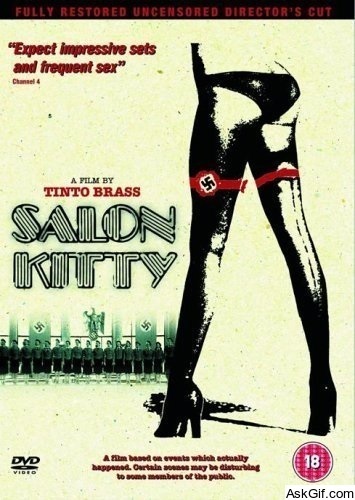 FULLY RESTORED UNCENSORED DIRECTOR'S CUT
"Expect impressive sets
and frequent sex"
Channel 4
A FILM BY
TINTO BRASS
SALON
KITTY
DVD
VIDEO
A film based on events which actually
happened. Certain scenes may be disturbing
to some members of the public.
18
AskGif.com